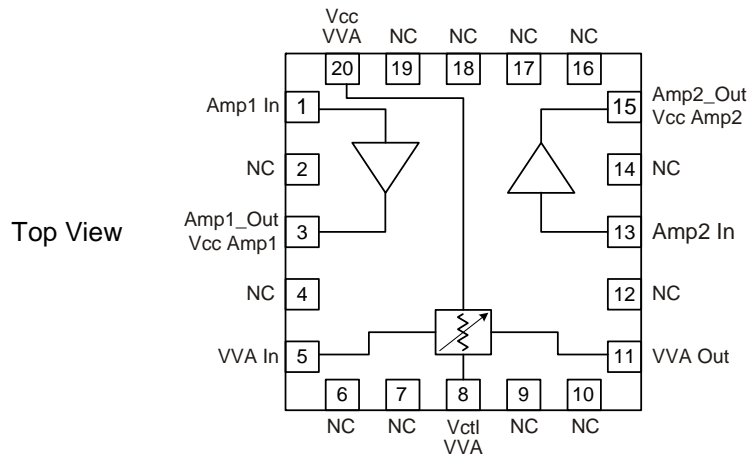 Vcc
VVA
NC
NC
NC
NC
20
19
18
17
16
Amp1 In
1
15
Amp2_Out
Vcc Amp2
NC
2
14
NC
Top View
Amp1_Out
Vcc Amp1
3
13
Amp2 In
NC
4
12
NC
VVA In
5
11
VVA Out
6
7
8
9
10
NC
NC
Vctl
VVA
NC
NC